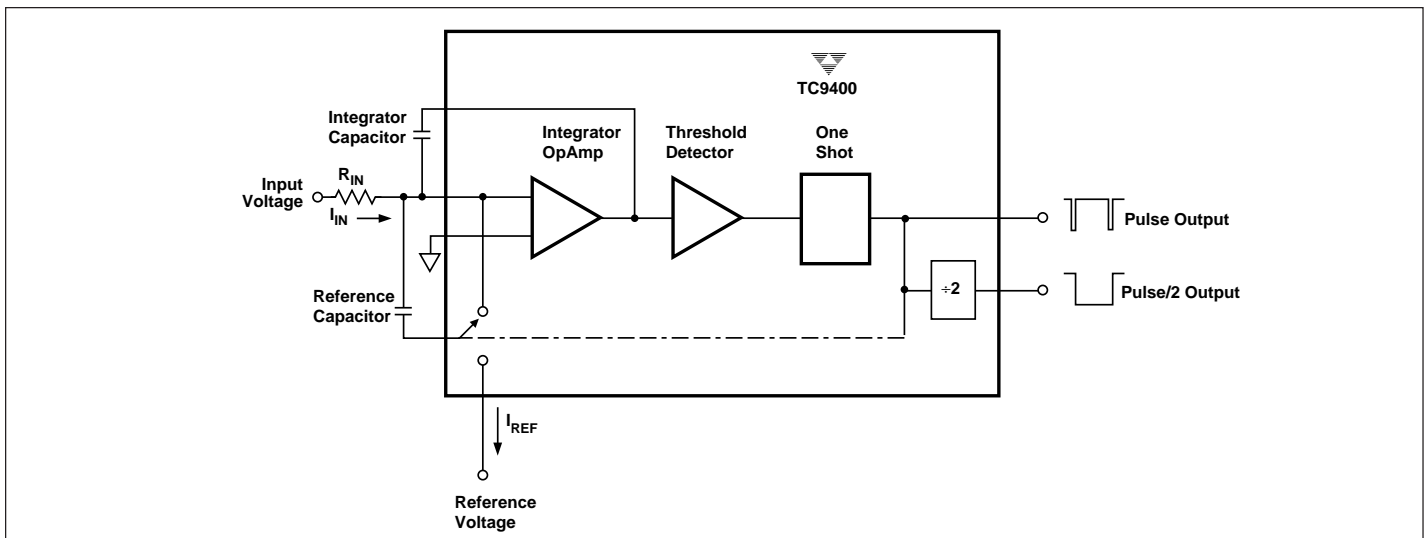 TC9400
Integrator
Capacitor
Integrator
OpAmp
Threshold
Detector
One
Shot
Input
Voltage
RIN
IIN
Pulse Output
Reference
Capacitor
÷2
Pulse/2 Output
IREF
Reference
Voltage